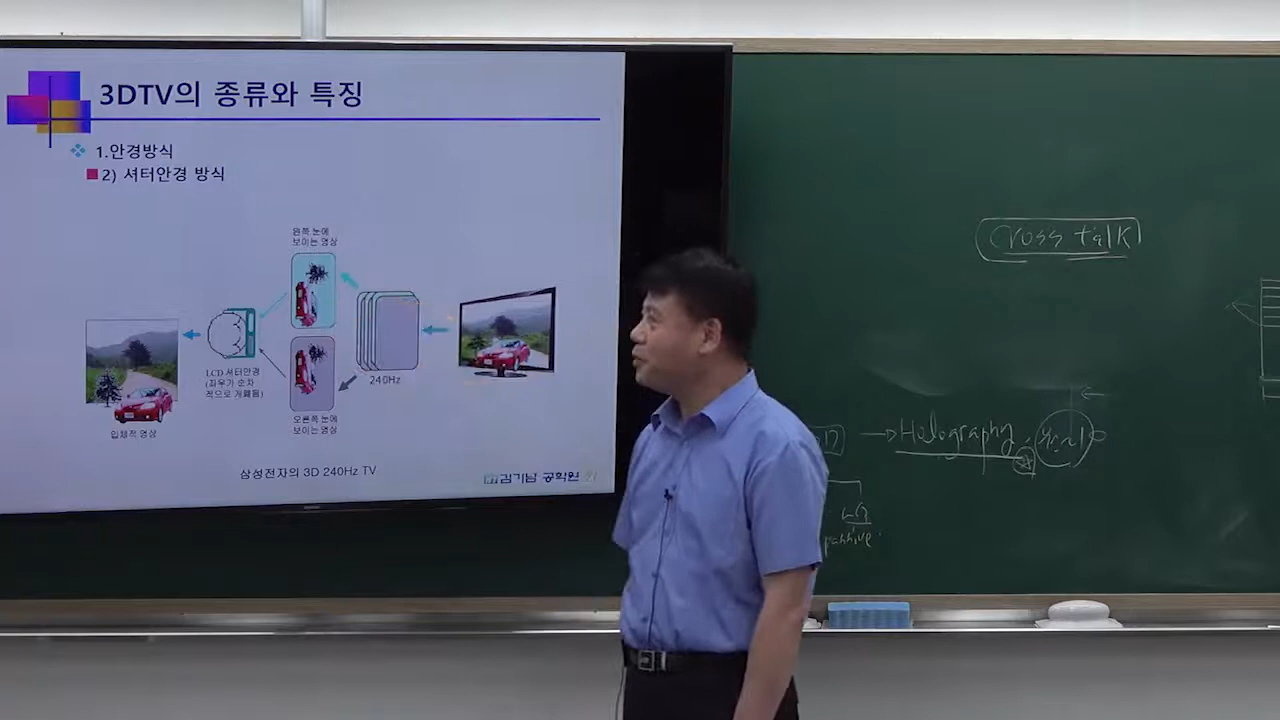 3DTV의 종류와 특징
1.안경방식
2) 셔터안경 방식
왼쪽 눈에
보이는 영상
LCD 셔터안경
(좌우가 순차
적으로 개폐됨)
240Hz
입체적 영상
오른쪽 눈에
보이는 영상
삼성전자의 3D 240Hz TV
김기남 공학원
Cross talk
Holography
passive